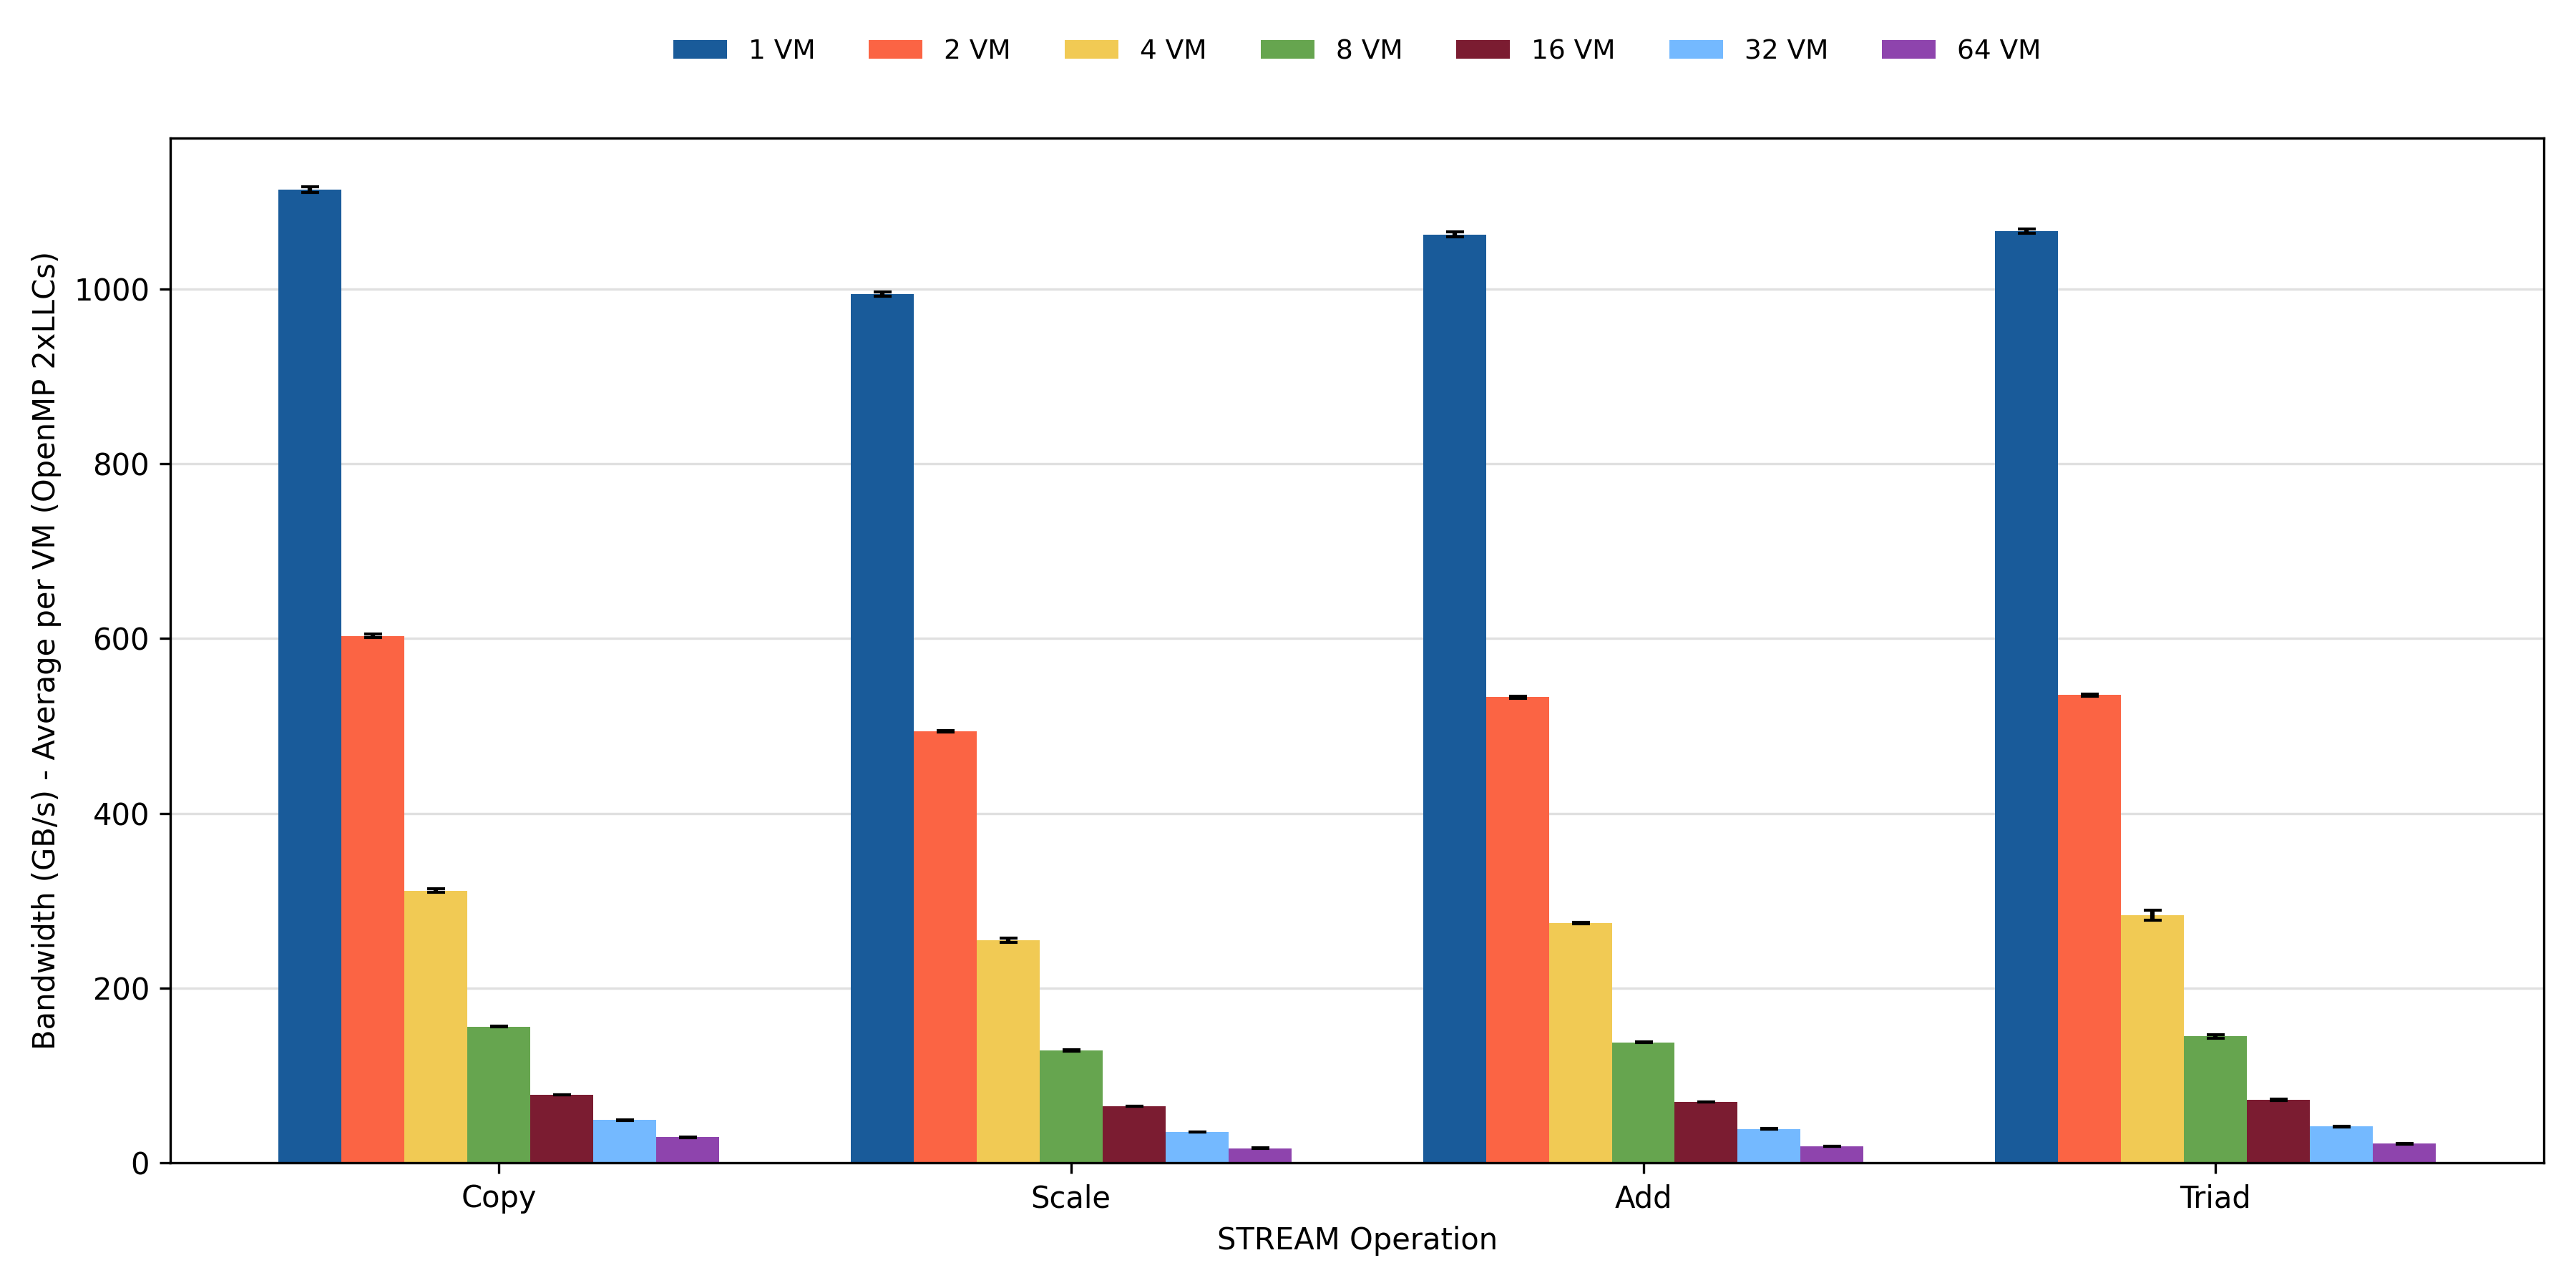 1 VM 2 VM 4 VM 8 VM 16 VM 32 VM 64 VM
Bandwidth (GB/s) - Average per VM (OpenMP 2xLLCs)
1000
800
600
400
200
0
Copy Scale Add Triad
STREAM Operation